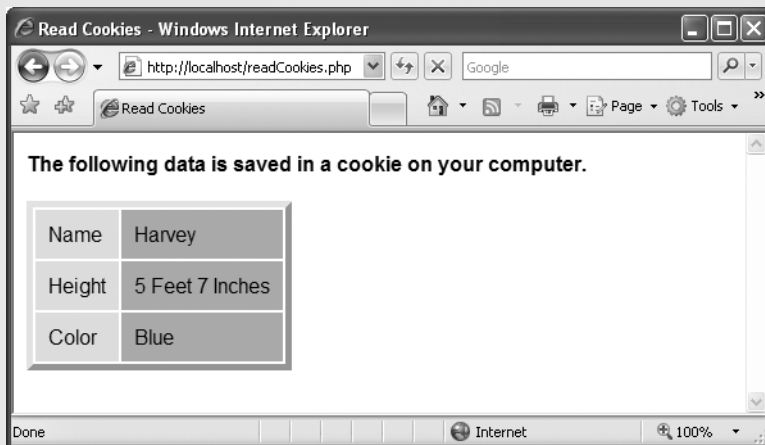 Read Cookies - Windows Internet Explorer
http://localhost/readCookies.php
Google
Read Cookies
Page
Tools
»
The following data is saved in a cookie on your computer.
Name Harvey
Height 5 Feet 7 Inches
Color Blue
Done Internet 100%